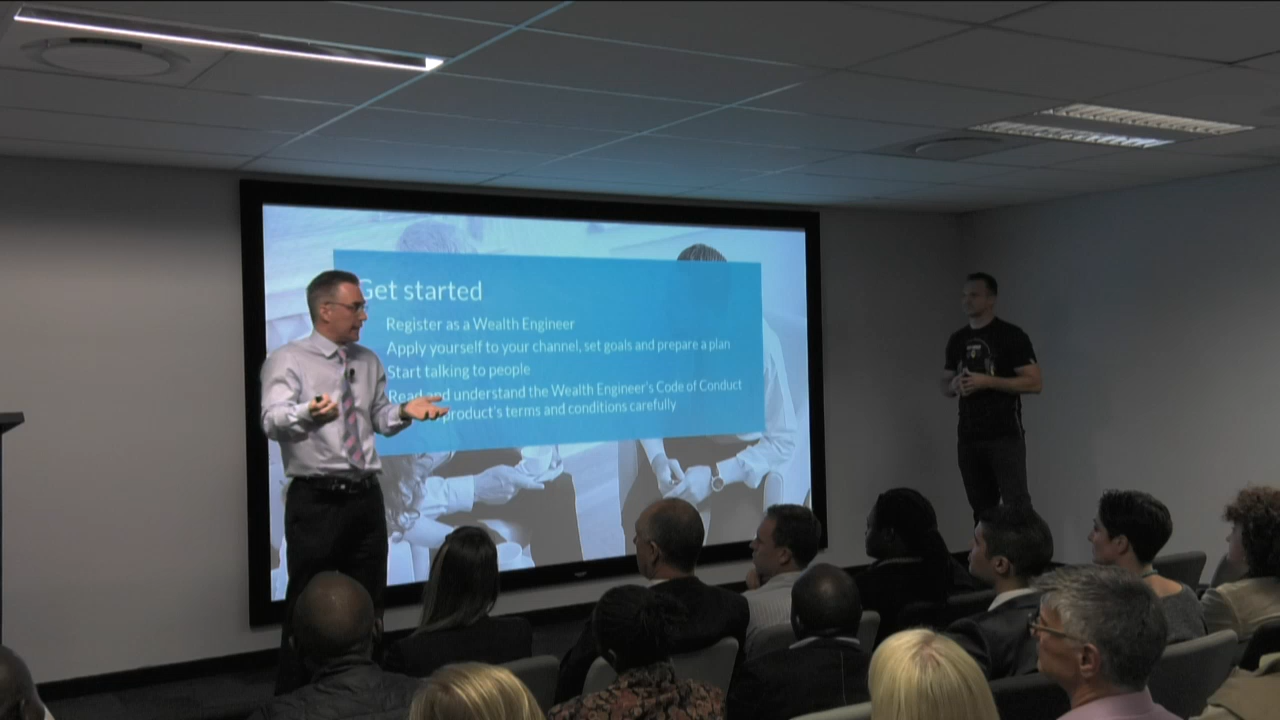 Get started
Register as a Wealth Engineer
Apply yourself to your channel, set goals and prepare a plan
Start talking to people
Read and understand the Wealth Engineer's Code of Conduct
product's terms and conditions carefully